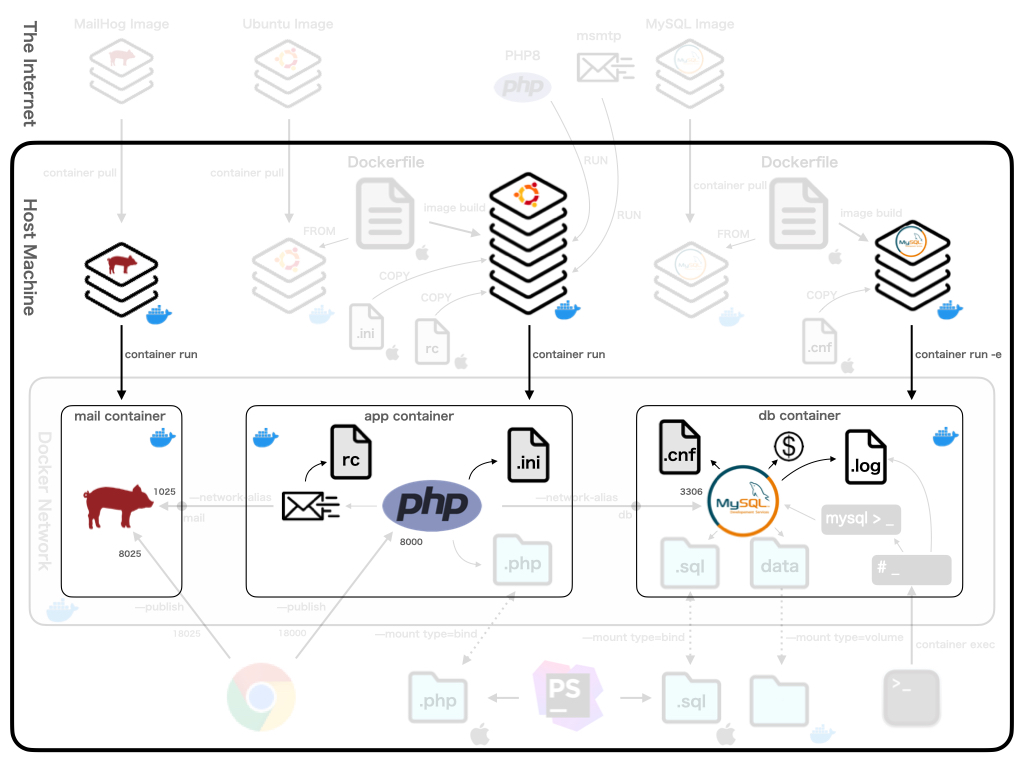 The Internet
MailHog Image
Ubuntu Image
PHP8
msmtp
MySQL Image
php
MySQL
Host Machine
container pull
container pull
Dockerfile
RUN
container pull
Dockerfile
image build
RUN
image build
FROM
FROM
COPY
COPY
COPY
MySQL
MySQL
.ini
rc
.cnf
container run
container run
container run -e
Docker Network
mail container
app container
db container
rc
.ini
.cnf
$
.log
1025
—network-alias
mail
php
—network-alias
db
3306
MySQL
mysql > _
8025
8000
.php
.sql
data
# _
—publish
—publish
18025
18000
—mount type=bind
—mount type=bind
—mount type=volume
container exec
.php
PS
.sql
>_